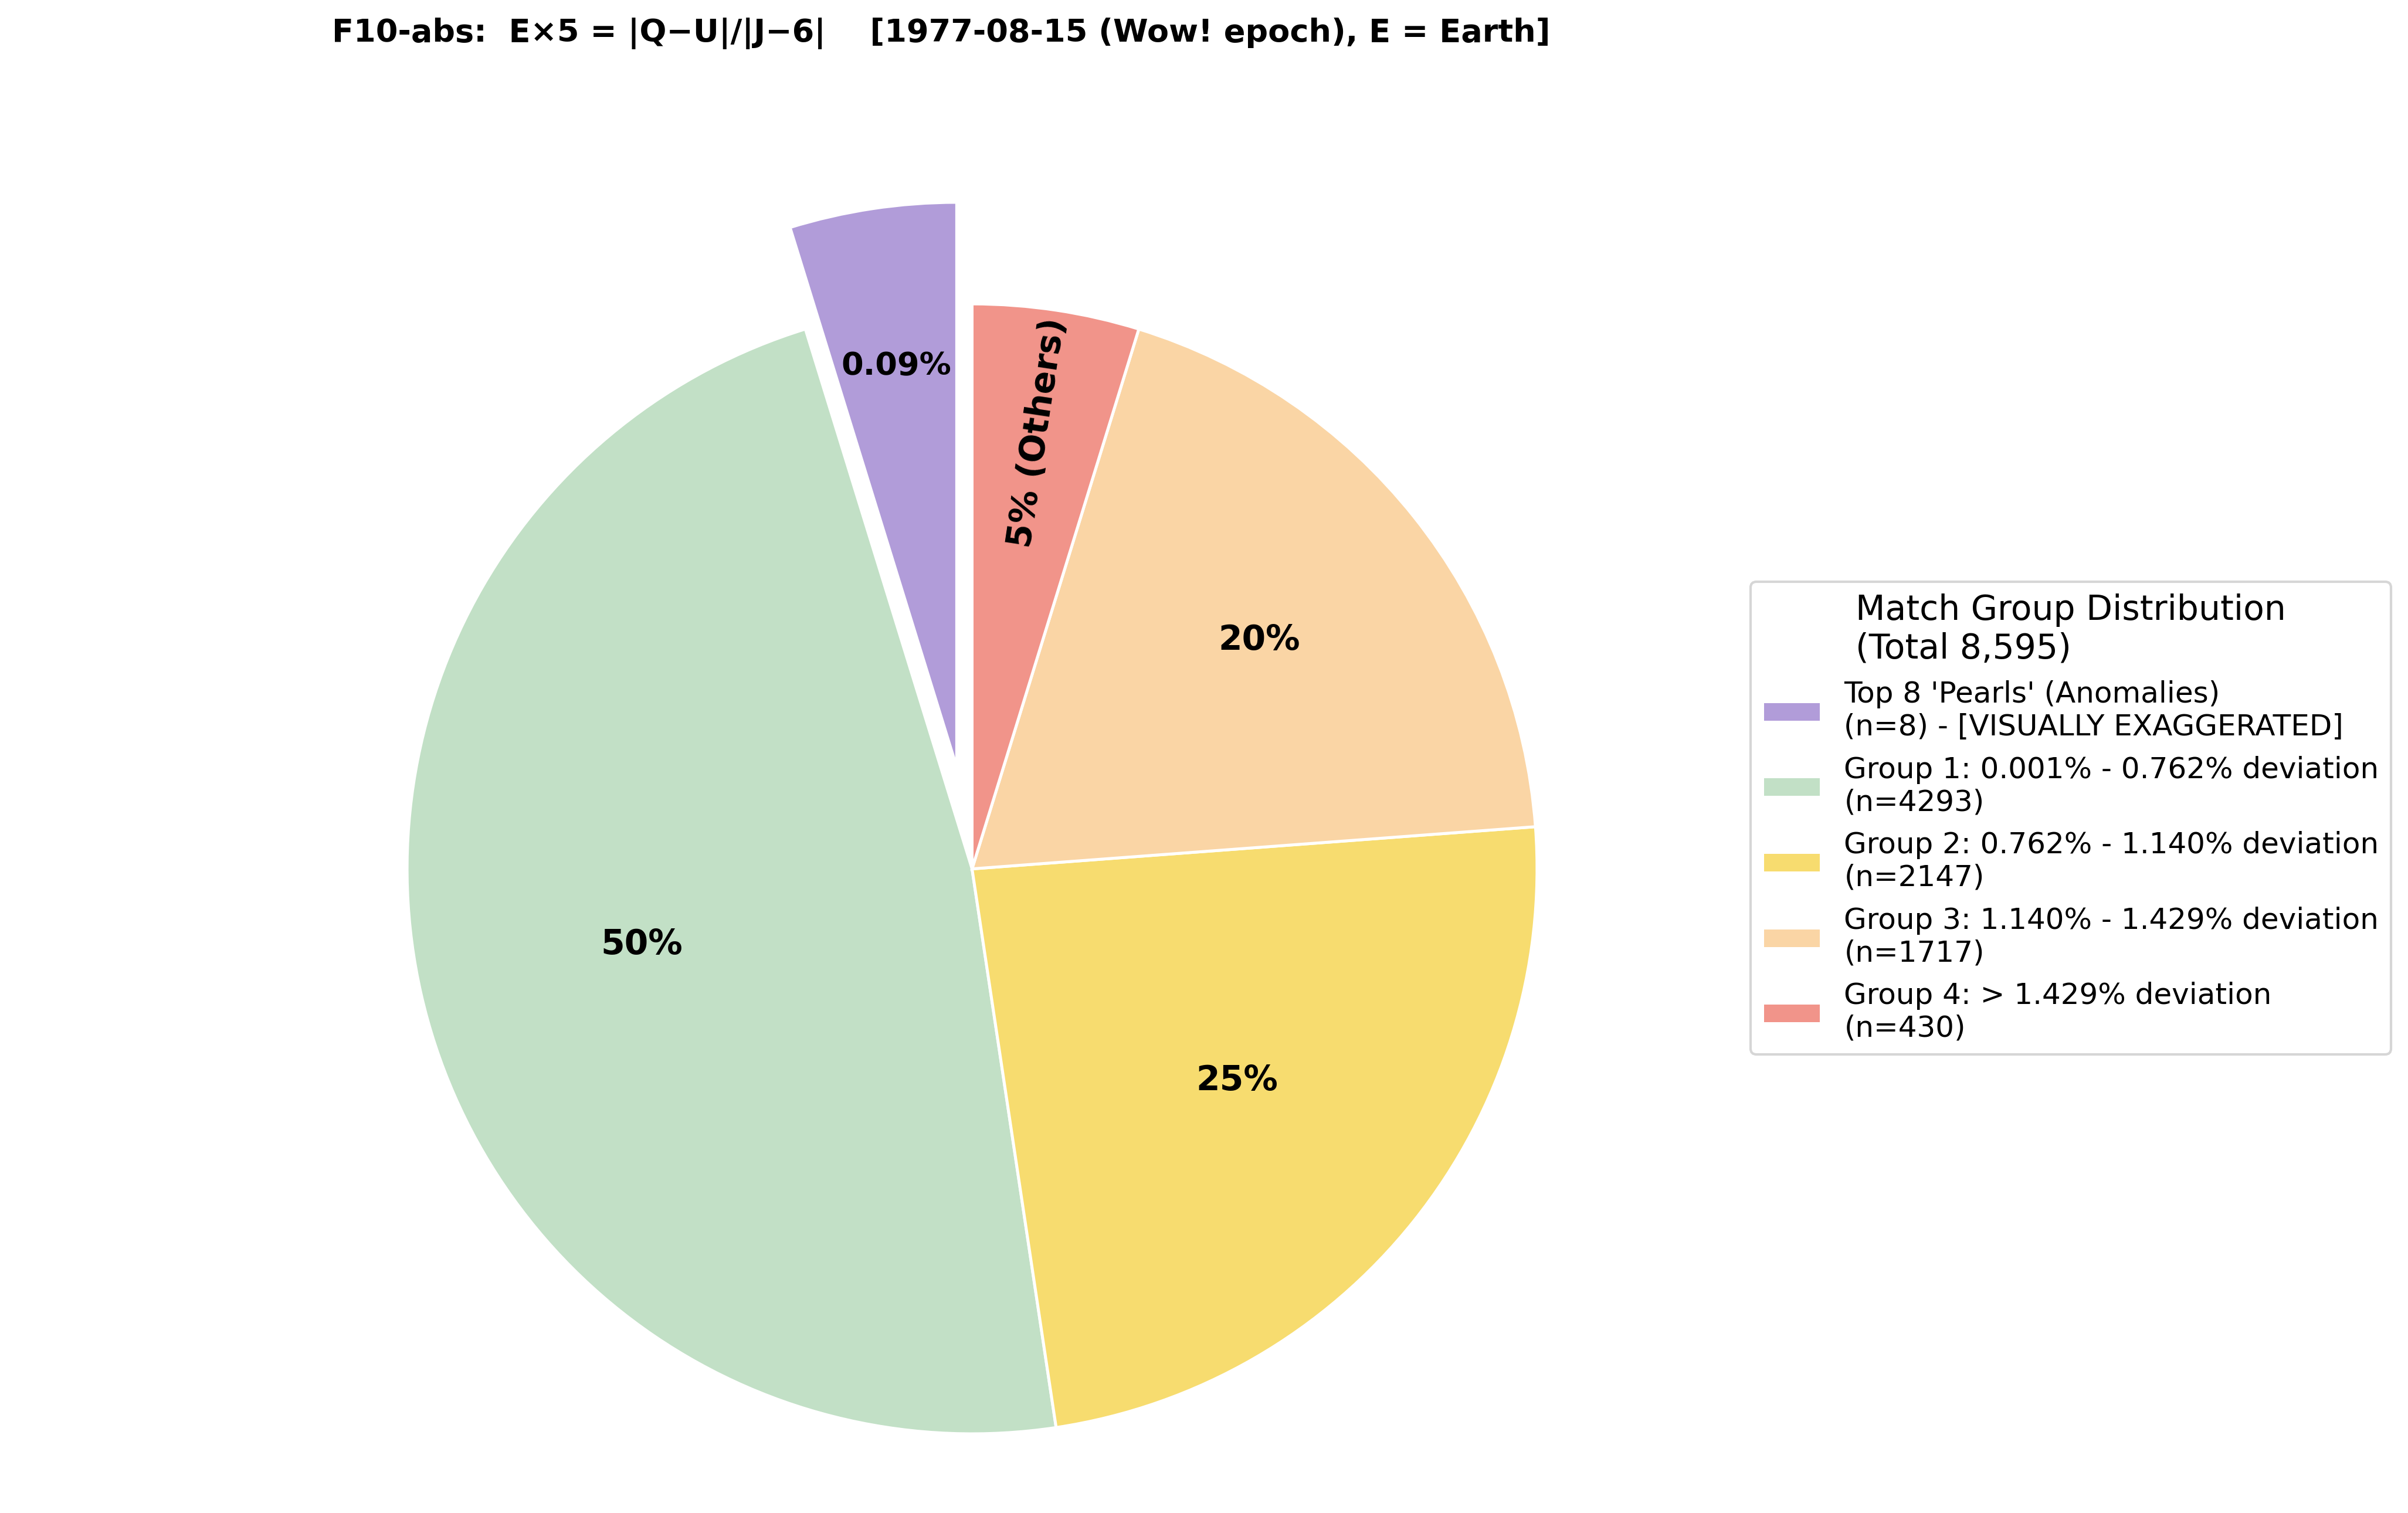 F10-abs:  E×5 = |Q−U|/|J−6|    [1977-08-15 (Wow! epoch), E = Earth]
0.09%
5% (Others)
20%
50%
25%
Match Group Distribution
(Total 8,595)
Top 8 'Pearls' (Anomalies)
(n=8) - [VISUALLY EXAGGERATED]
Group 1: 0.001% - 0.762% deviation
(n=4293)
Group 2: 0.762% - 1.140% deviation
(n=2147)
Group 3: 1.140% - 1.429% deviation
(n=1717)
Group 4: > 1.429% deviation
(n=430)